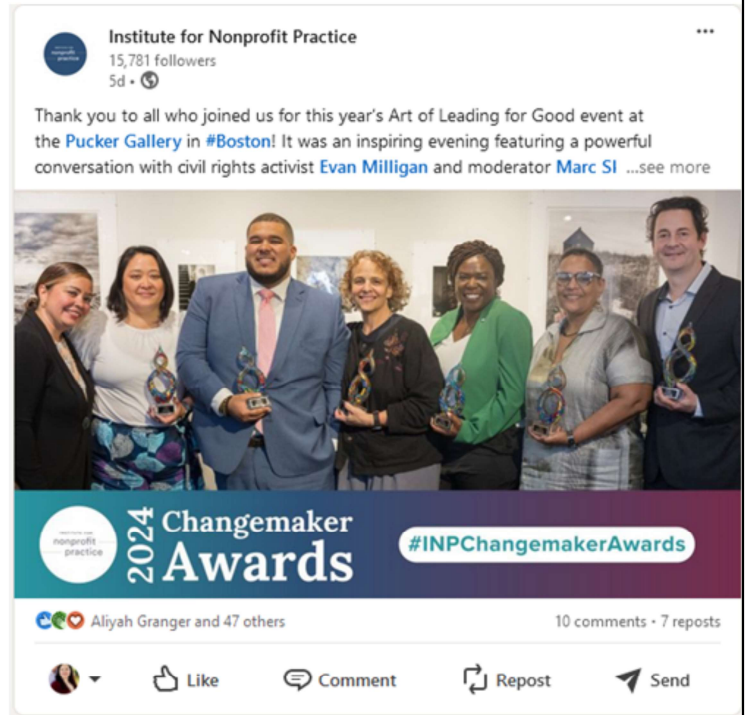 Institute for Nonprofit Practice
15,781 followers
5d •
Thank you to all who joined us for this year's Art of Leading for Good event at
the Pucker Gallery in #Boston! It was an inspiring evening featuring a powerful
conversation with civil rights activist Evan Milligan and moderator Marc Sl ...see more
INSTITUTE FOR
nonprofit
practice
2024
Changemaker
Awards
#INPChangemakerAwards
Aliyah Granger and 47 others
10 comments • 7 reposts
Like
Comment
Repost
Send